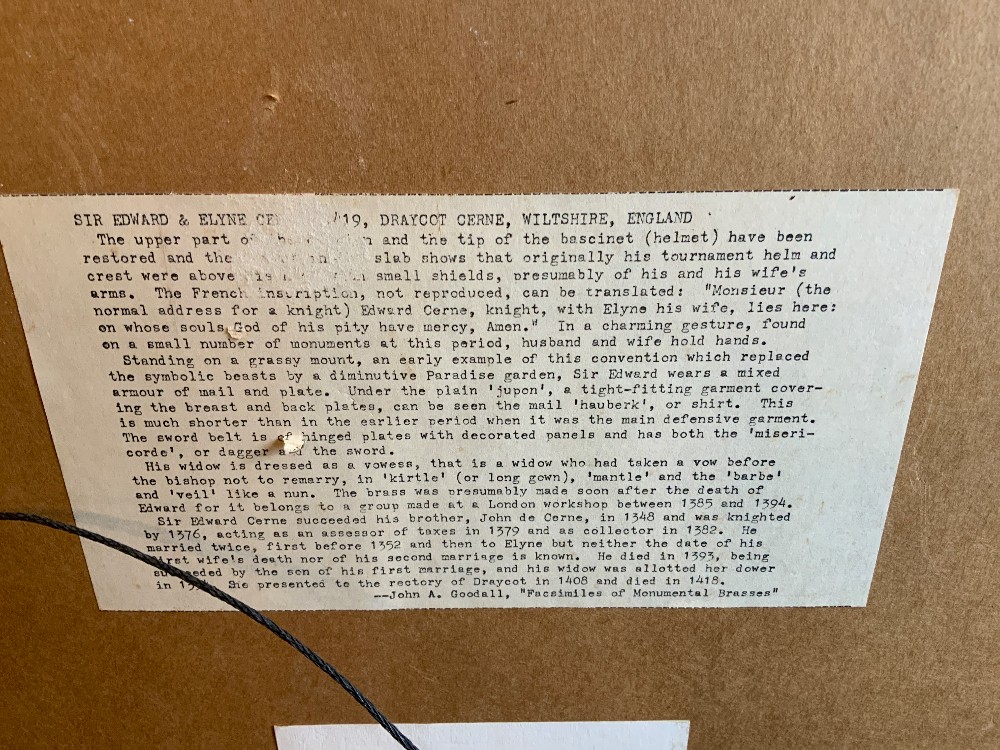 SIR EDWARD & ELYNE '19, DRAYCOT CERNE, WILTSHIRE, ENGLAND
The upper part and the tip of the bascinet (helmet) have been
restored and the slab shows that originally his tournament helm and
crest were above small shields, presumably of his and his wife's
arms. The French inscription, not reproduced, can be translated: "Monsieur (the
normal address for a knight) Edward Cerne, knight, with Elyne his wife, lies here:
on whose souls God of his pity have mercy, Amen." In a charming gesture, found
on a small number of monuments at this period, husband and wife hold hands.
Standing on a grassy mount, an early example of this convention which replaced
the symbolic beasts by a diminutive Paradise garden, Sir Edward wears a mixed
armour of mail and plate. Under the plain 'jupon', a tight-fitting garment cover-
ing the breast and back plates, can be seen the mail 'hauberk', or shirt. This
is much shorter than in the earlier period when it was the main defensive garment.
The sword belt is of hinged plates with decorated panels and has both the 'miseri-
corde', or dagger and the sword.
His widow is dressed as a vowess, that is a widow who had taken a vow before
the bishop not to remarry, in 'kirtle' (or long gown), 'mantle' and the 'barbe'
and 'veil' like a nun. The brass was presumably made soon after the death of
Edward for it belongs to a group made at a London workshop between 1385 and 1394.
Sir Edward Cerne succeeded his brother, John de Cerne, in 1348 and was knighted
by 1376, acting as an assessor of taxes in 1379 and as collector in 1382. He
married twice, first before 1352 and then to Elyne but neither the date of his
first wife's death nor of his second marriage is known. He died in 1393, being
succeeded by the son of his first marriage, and his widow was allotted her dower
in She presented to the rectory of Draycot in 1408 and died in 1418.
--John A. Goodall, "Facsimiles of Monumental Brasses"